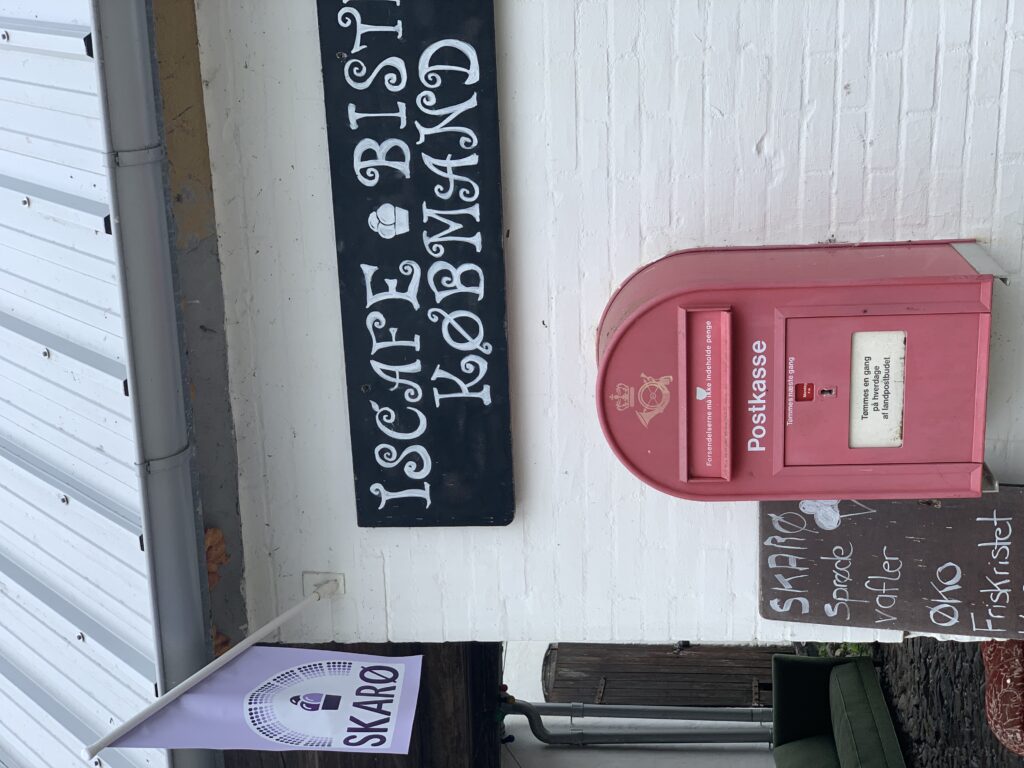 ISCAFE BIST
KØBMAND
SKARØ
Forsendelserne må ikke indeholde penge
Postkasse
Tømmes næste gang
Tømmes en gang
på hverdage
af landpostbudet
SKARØ
Sprøde
vafler
ØKO
Friskristet